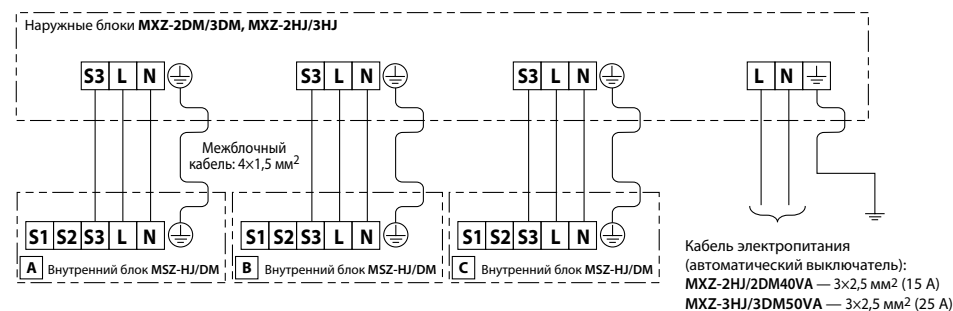 Наружные блоки MXZ-2DM/3DM, MXZ-2HJ/3HJ
S3 L N
S3 L N
S3 L N
L N
Межблочный
кабель: 4×1,5 мм²
S1 S2 S3 L N
S1 S2 S3 L N
S1 S2 S3 L N
A Внутренний блок MSZ-HJ/DM
B Внутренний блок MSZ-HJ/DM
C Внутренний блок MSZ-HJ/DM
Кабель электропитания
(автоматический выключатель):
MXZ-2HJ/2DM40VA — 3×2,5 мм² (15 А)
MXZ-3HJ/3DM50VA — 3×2,5 мм² (25 А)